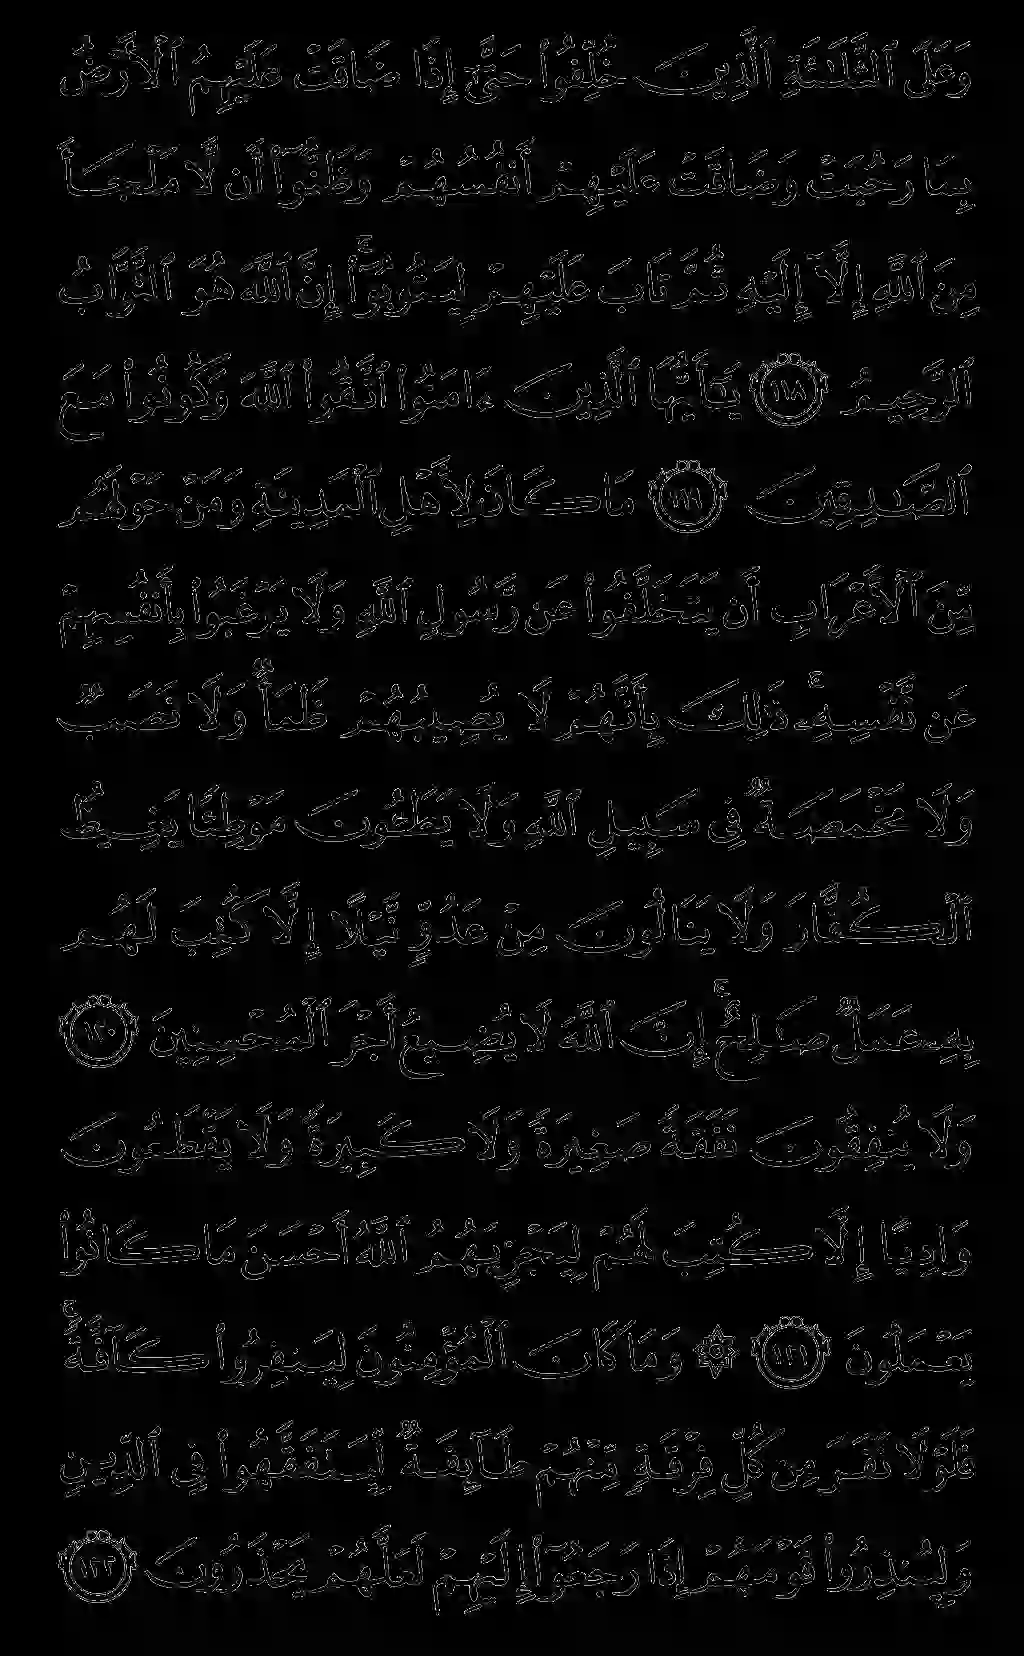 وَعَلَى ٱلثَّلَـٰثَةِ ٱلَّذِينَ خُلِّفُوا۟ حَتَّىٰٓ إِذَا ضَاقَتْ عَلَيْهِمُ ٱلْأَرْضُ
بِمَا رَحُبَتْ وَضَاقَتْ عَلَيْهِمْ أَنفُسُهُمْ وَظَنُّوٓا۟ أَن لَّا مَلْجَأَ
مِنَ ٱللَّهِ إِلَّآ إِلَيْهِ ثُمَّ تَابَ عَلَيْهِمْ لِيَتُوبُوٓا۟ ۚ إِنَّ ٱللَّهَ هُوَ ٱلتَّوَّابُ
ٱلرَّحِيمُ ١١٨ يَـٰٓأَيُّهَا ٱلَّذِينَ ءَامَنُوا۟ ٱتَّقُوا۟ ٱللَّهَ وَكُونُوا۟ مَعَ
ٱلصَّـٰدِقِينَ ١١٩ مَا كَانَ لِأَهْلِ ٱلْمَدِينَةِ وَمَنْ حَوْلَهُم
مِّنَ ٱلْأَعْرَابِ أَن يَتَخَلَّفُوا۟ عَن رَّسُولِ ٱللَّهِ وَلَا يَرْغَبُوا۟ بِأَنفُسِهِمْ
عَن نَّفْسِهِۦ ۚ ذَٰلِكَ بِأَنَّهُمْ لَا يُصِيبُهُمْ ظَمَأٌ وَلَا نَصَبٌ
وَلَا مَخْمَصَةٌ فِى سَبِيلِ ٱللَّهِ وَلَا يَطَـُٔونَ مَوْطِئًا يَغِيظُ
ٱلْكُفَّارَ وَلَا يَنَالُونَ مِنْ عَدُوٍّ نَّيْلًا إِلَّا كُتِبَ لَهُم
بِهِۦ عَمَلٌ صَـٰلِحٌ ۚ إِنَّ ٱللَّهَ لَا يُضِيعُ أَجْرَ ٱلْمُحْسِنِينَ ١٢٠
وَلَا يُنفِقُونَ نَفَقَةً صَغِيرَةً وَلَا كَبِيرَةً وَلَا يَقْطَعُونَ
وَادِيًا إِلَّا كُتِبَ لَهُمْ لِيَجْزِيَهُمُ ٱللَّهُ أَحْسَنَ مَا كَانُوا۟
يَعْمَلُونَ ١٢١ ۞ وَمَا كَانَ ٱلْمُؤْمِنُونَ لِيَنفِرُوا۟ كَآفَّةً ۚ
فَلَوْلَا نَفَرَ مِن كُلِّ فِرْقَةٍ مِّنْهُمْ طَآئِفَةٌ لِّيَتَفَقَّهُوا۟ فِى ٱلدِّينِ
وَلِيُنذِرُوا۟ قَوْمَهُمْ إِذَا رَجَعُوٓا۟ إِلَيْهِمْ لَعَلَّهُمْ يَحْذَرُونَ ١٢٢